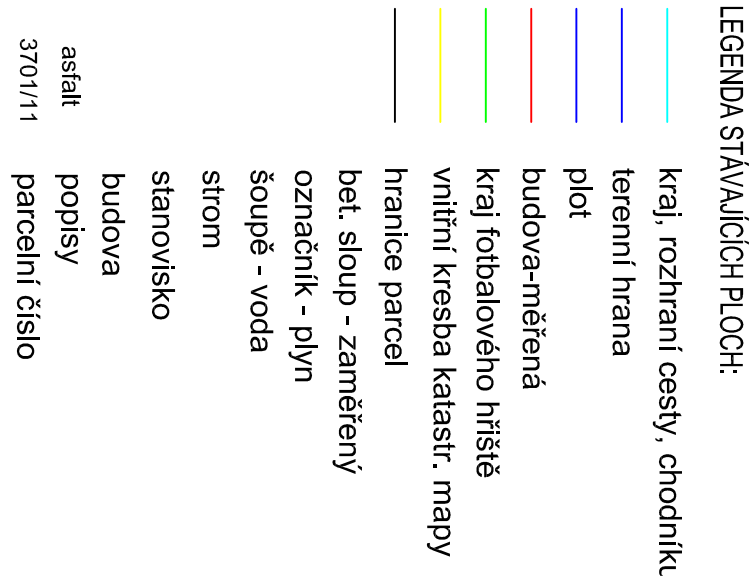 LEGENDA STÁVAJÍCÍCH PLOCH:
kraj, rozhraní cesty, chodníku
terenní hrana
plot
budova-měřená
kraj fotbalového hřiště
vnitřní kresba katastr. mapy
hranice parcel
bet. sloup - zaměřený
označník - plyn
šoupě - voda
strom
stanovisko
budova
asfalt popisy
3701/11 parcelní číslo